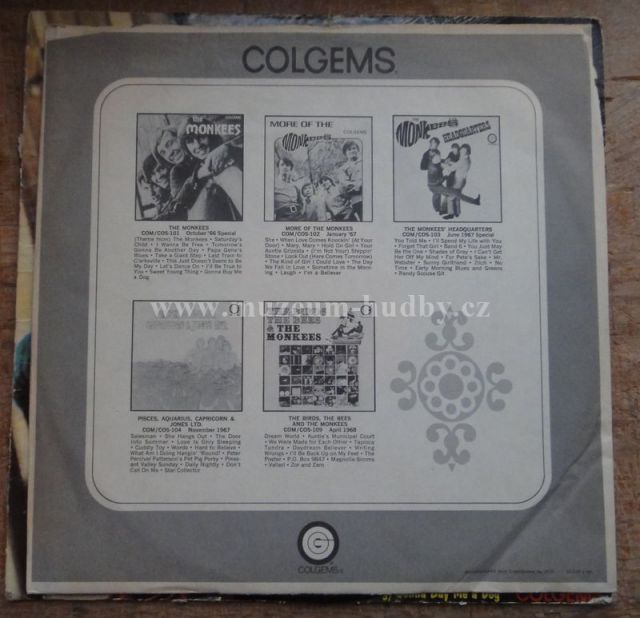 COLGEMS
the
MONKEES
MORE OF THE
MONKEES
COLGEMS
THE
MONKEES
HEADQUARTERS
THE MONKEES
COM/COS-101 October '66 Special
(Theme from) The Monkees • Saturday's
Child • I Wanna Be Free • Tomorrow's
Gonna Be Another Day • Papa Gene's
Blues • Take a Giant Step • Last Train to
Clarksville • This Just Doesn't Seem to Be
My Day • Let's Dance On • I'll Be True to
You • Sweet Young Thing • Gonna Buy Me
a Dog
MORE OF THE MONKEES
COM/COS-102 January '67
She • When Love Comes Knockin' (At Your
Door) • Mary, Mary • Hold On Girl • Your
Auntie Grizelda • (I'm Not Your) Steppin'
Stone • Look Out (Here Comes Tomorrow)
• The Kind of Girl I Could Love • The Day
We Fall in Love • Sometime in the Morn-
ing • Laugh • I'm a Believer
THE MONKEES' HEADQUARTERS
COM/COS-103 June 1967 Special
You Told Me • I'll Spend My Life with You
• Forget That Girl • Band 6 • You Just May
Be the One • Shades of Gray • I Can't Get
Her Off My Mind • For Pete's Sake • Mr.
Webster • Sunny Girlfriend • Zilch • No
Time • Early Morning Blues and Greens
• Randy Scouse Git
www.muzeum-hudby.cz
THE BIRDS,
THE BEES
& THE
MONKEES
PISCES, AQUARIUS, CAPRICORN &
JONES LTD.
COM/COS-104 November 1967
Salesman • She Hangs Out • The Door
Into Summer • Love Is Only Sleeping
• Cuddly Toy • Words • Hard to Believe •
What Am I Doing Hangin' 'Round? • Peter
Percival Patterson's Pet Pig Porky • Pleas-
ant Valley Sunday • Daily Nightly • Don't
Call On Me • Star Collector
THE BIRDS, THE BEES
AND THE MONKEES
COM/COS-109 April 1968
Dream World • Auntie's Municipal Court
• We Were Made for Each Other • Tapioca
Tundra • Daydream Believer • Writing
Wrongs • I'll Be Back Up on My Feet • The
Poster • P.O. Box 9847 • Magnolia Simms
• Valleri • Zor and Zam
COLGEMS
Gonna Buy Me a Dog
COLGEMS